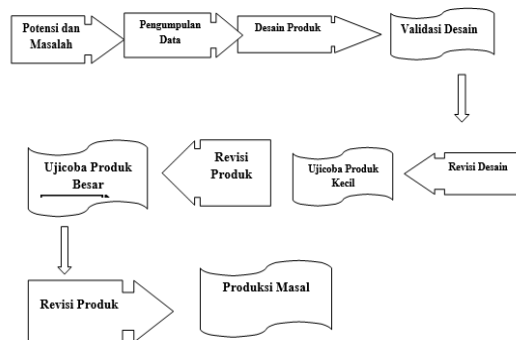 Potensi dan
Masalah
Pengumpulan
Data
Desain Produk
Validasi Desain
Revisi Desain
Ujicoba Produk
Kecil
Revisi
Produk
Ujicoba Produk
Besar
Revisi Produk
Produksi Masal